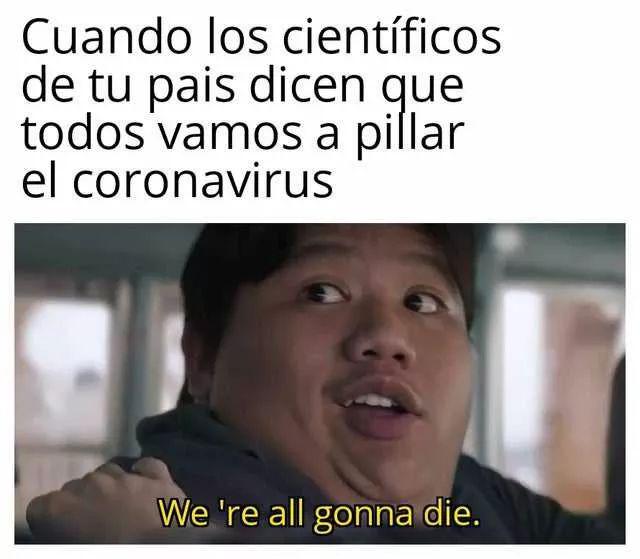 Cuando los científicos
de tu pais dicen que
todos vamos a pillar
el coronavirus
We 're all gonna die.